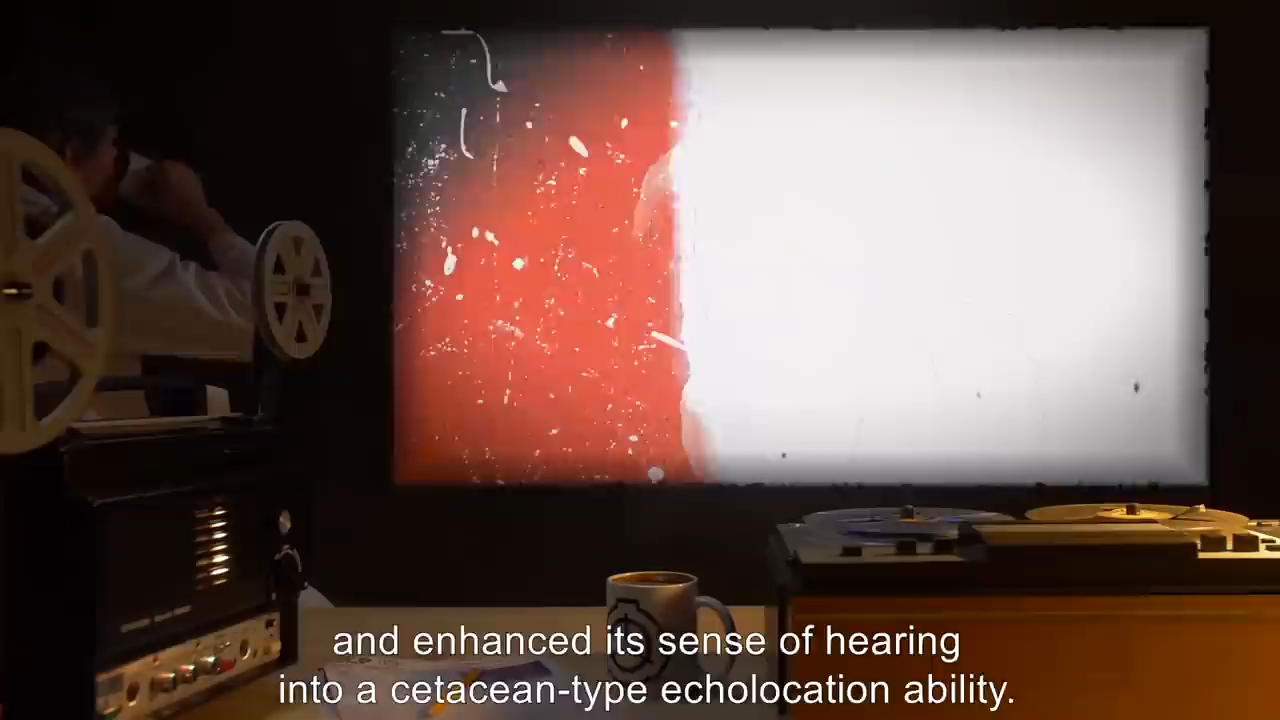 and enhanced its sense of hearing
into a cetacean-type echolocation ability.